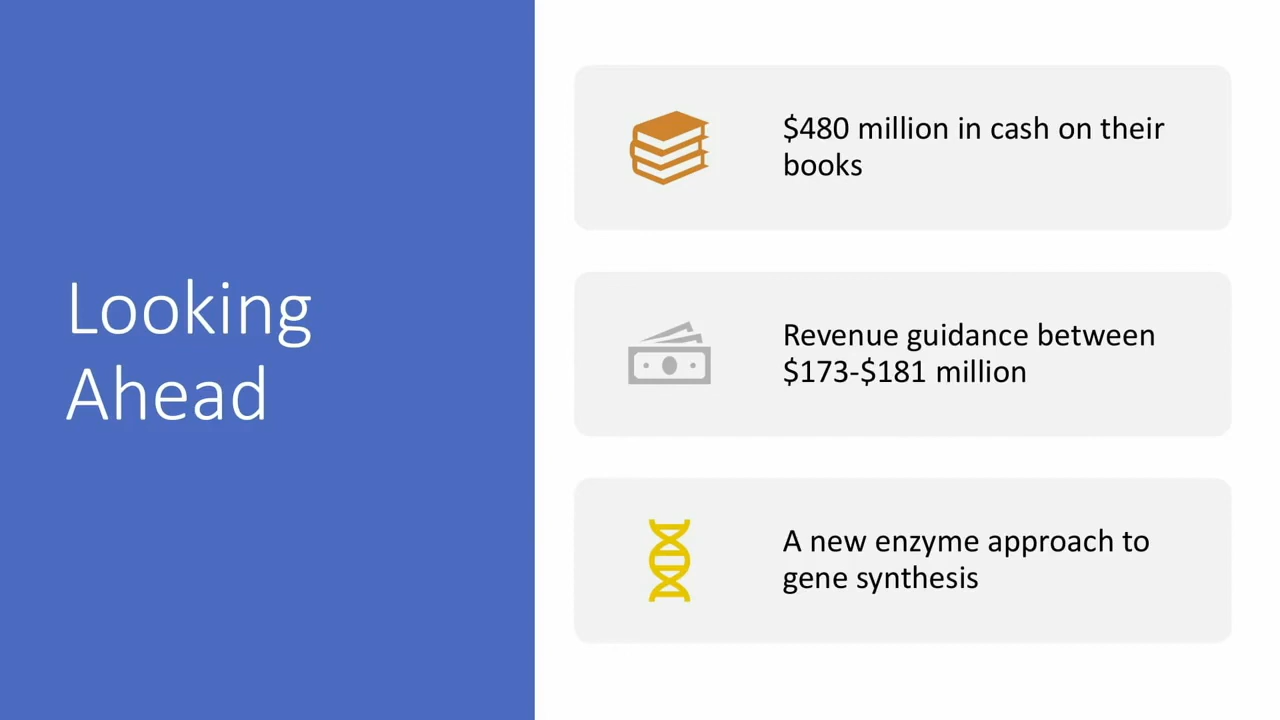 Looking
Ahead
$480 million in cash on their
books
Revenue guidance between
$173-$181 million
A new enzyme approach to
gene synthesis